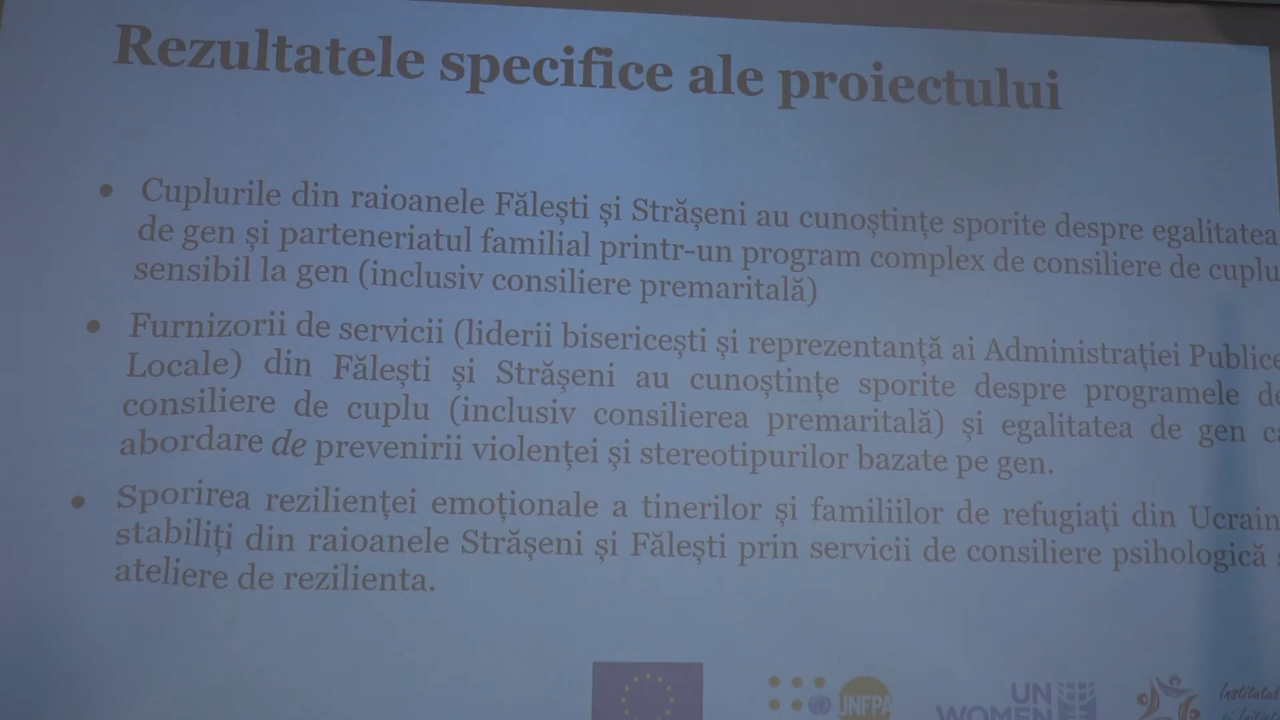 Rezultatele specifice ale proiectului
• Cuplurile din raioanele Fălești și Strășeni au cunoștințe sporite despre egalitatea
de gen și parteneriatul familial printr-un program complex de consiliere de cuplu
sensibil la gen (inclusiv consiliere premaritală)
• Furnizorii de servicii (liderii bisericești și reprezentanță ai Administrației Publice
Locale) din Fălești și Strășeni au cunoștințe sporite despre programele de
consiliere de cuplu (inclusiv consilierea premaritală) și egalitatea de gen ca
abordare de prevenirii violenței și stereotipurilor bazate pe gen.
• Sporirea rezilienței emoționale a tinerilor și familiilor de refugiați din Ucrain
stabiliți din raioanele Strășeni și Fălești prin servicii de consiliere psihologică
ateliere de rezilienta.
UNFPA
UN
WOMEN
Institutul